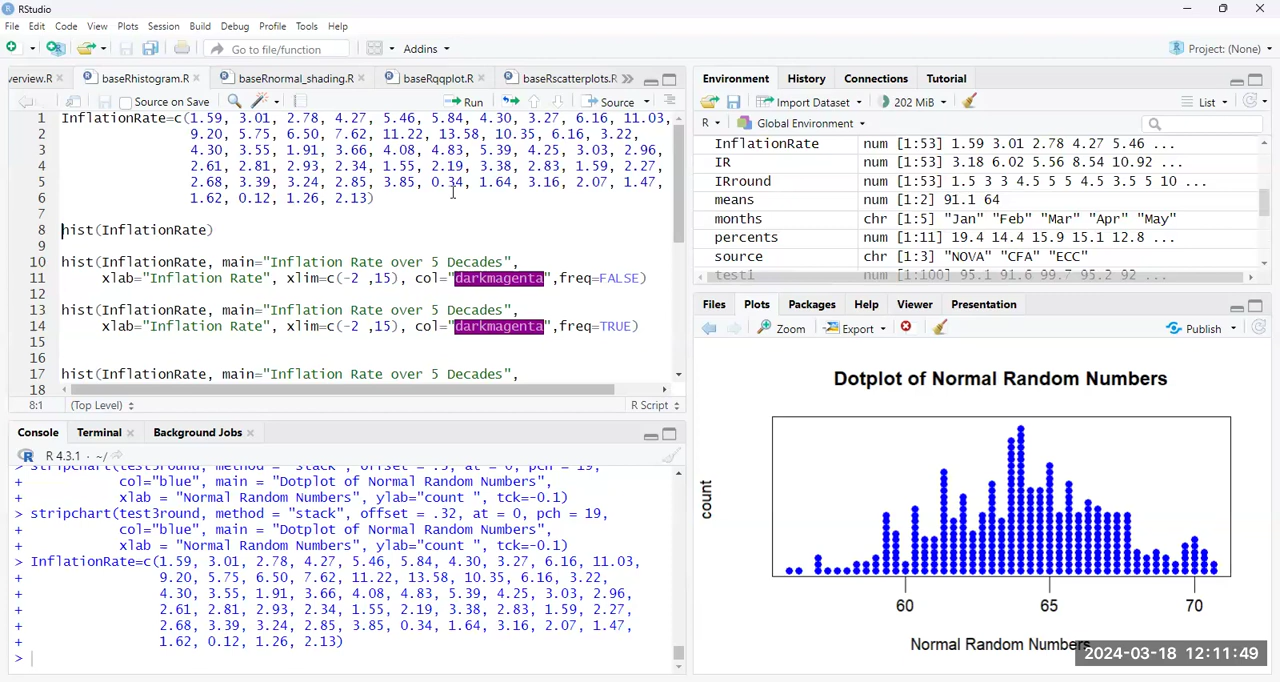 RStudio
File Edit Code View Plots Session Build Debug Profile Tools Help
Go to file/function Addins Project: (None)
verview.R baseRhistogram.R baseRnormal_shading.R baseRqqplot.R baseRscatterplots.R
Source on Save Run Source
1 InflationRate=c(1.59, 3.01, 2.78, 4.27, 5.46, 5.84, 4.30, 3.27, 6.16, 11.03,
2 9.20, 5.75, 6.50, 7.62, 11.22, 13.58, 10.35, 6.16, 3.22,
3 4.30, 3.55, 1.91, 3.66, 4.08, 4.83, 5.39, 4.25, 3.03, 2.96,
4 2.61, 2.81, 2.93, 2.34, 1.55, 2.19, 3.38, 2.83, 1.59, 2.27,
5 2.68, 3.39, 3.24, 2.85, 3.85, 0.34, 1.64, 3.16, 2.07, 1.47,
6 1.62, 0.12, 1.26, 2.13)
7
8 hist(InflationRate)
9
10 hist(InflationRate, main="Inflation Rate over 5 Decades",
11 xlab="Inflation Rate", xlim=c(-2 ,15), col="darkmagenta",freq=FALSE)
12
13 hist(InflationRate, main="Inflation Rate over 5 Decades",
14 xlab="Inflation Rate", xlim=c(-2 ,15), col="darkmagenta",freq=TRUE)
15
16
17 hist(InflationRate, main="Inflation Rate over 5 Decades",
18
8:1 (Top Level) R Script
Console Terminal Background Jobs
R 4.3.1 · ~/
> stripchart(test3round, method = "stack", offset = .5, at = 0, pch = 19,
+ col="blue", main = "Dotplot of Normal Random Numbers",
+ xlab = "Normal Random Numbers", ylab="count ", tck=-0.1)
> stripchart(test3round, method = "stack", offset = .32, at = 0, pch = 19,
+ col="blue", main = "Dotplot of Normal Random Numbers",
+ xlab = "Normal Random Numbers", ylab="count ", tck=-0.1)
> InflationRate=c(1.59, 3.01, 2.78, 4.27, 5.46, 5.84, 4.30, 3.27, 6.16, 11.03,
+ 9.20, 5.75, 6.50, 7.62, 11.22, 13.58, 10.35, 6.16, 3.22,
+ 4.30, 3.55, 1.91, 3.66, 4.08, 4.83, 5.39, 4.25, 3.03, 2.96,
+ 2.61, 2.81, 2.93, 2.34, 1.55, 2.19, 3.38, 2.83, 1.59, 2.27,
+ 2.68, 3.39, 3.24, 2.85, 3.85, 0.34, 1.64, 3.16, 2.07, 1.47,
+ 1.62, 0.12, 1.26, 2.13)
>
Environment History Connections Tutorial
Import Dataset 202 MiB List
R Global Environment
InflationRate num [1:53] 1.59 3.01 2.78 4.27 5.46 ...
IR num [1:53] 3.18 6.02 5.56 8.54 10.92 ...
IRround num [1:53] 1.5 3 3 4.5 5 5 4.5 3.5 5 10 ...
means num [1:2] 91.1 64
months chr [1:5] "Jan" "Feb" "Mar" "Apr" "May"
percents num [1:11] 19.4 14.4 15.9 15.1 12.8 ...
source chr [1:3] "NOVA" "CFA" "ECC"
test1 num [1:100] 95.1 91.6 99.7 95.2 92 ...
Files Plots Packages Help Viewer Presentation
Zoom Export Publish
Dotplot of Normal Random Numbers
count
60 65 70
Normal Random Numbers
2024-03-18 12:11:49